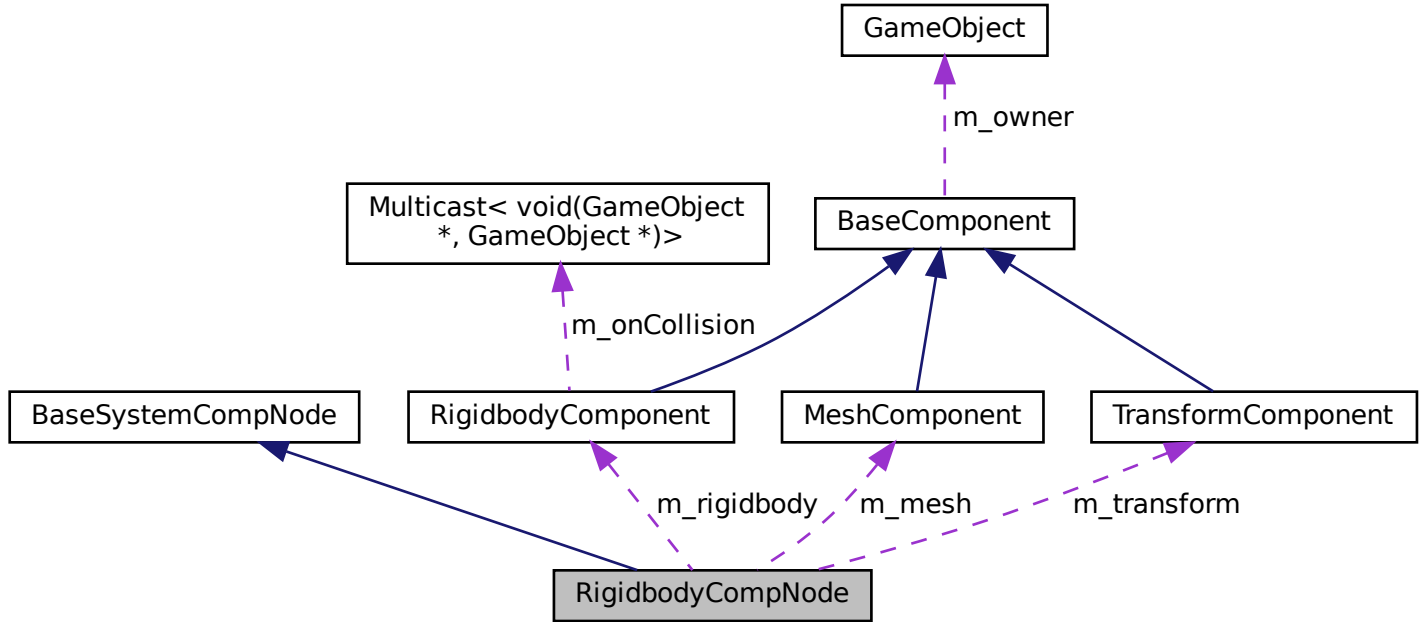 GameObject
m_owner
Multicast< void(GameObject
*, GameObject *)>
BaseComponent
m_onCollision
BaseSystemCompNode
RigidbodyComponent
MeshComponent
TransformComponent
m_rigidbody
m_mesh
m_transform
RigidbodyCompNode